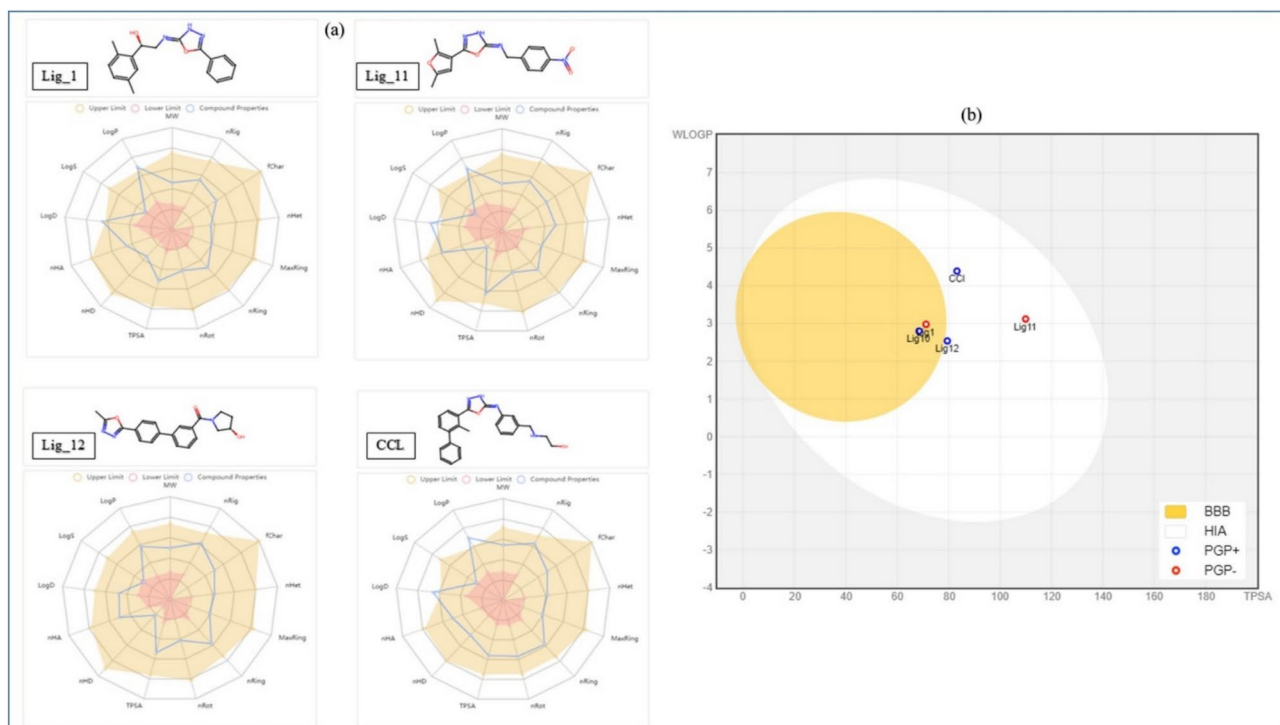 (a)
Lig_1
Upper Limit Lower Limit Compound Properties
MW
LogP
nRig
LogS
fChar
LogD
nHet
nHA
MaxRing
nHD
nRing
TPSA
nRot
Lig_11
Upper Limit Lower Limit Compound Properties
MW
LogP
nRig
LogS
fChar
LogD
nHet
nHA
MaxRing
nHD
nRing
TPSA
nRot
Lig_12
Upper Limit Lower Limit Compound Properties
MW
LogP
nRig
LogS
fChar
LogD
nHet
nHA
MaxRing
nHD
nRing
TPSA
nRot
CCL
Upper Limit Lower Limit Compound Properties
MW
LogP
nRig
LogS
fChar
LogD
nHet
nHA
MaxRing
nHD
nRing
TPSA
nRot
(b)
WLOGP
7
6
5
4
3
2
1
0
-1
-2
-3
-4
CCl
Lig1
Lig10
Lig12
Lig11
BBB
HIA
PGP+
PGP-
0 20 40 60 80 100 120 140 160 180 TPSA